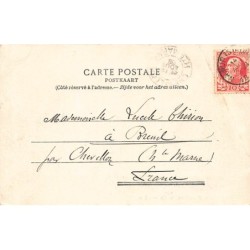 CARTE POSTALE
POSTKAART
(Côté réservé à l'adresse. — Zijde voor het adres alleen.)
Mademoiselle Lucile Thirion
à Breuil
par Chevillon (Hte Marne)
France